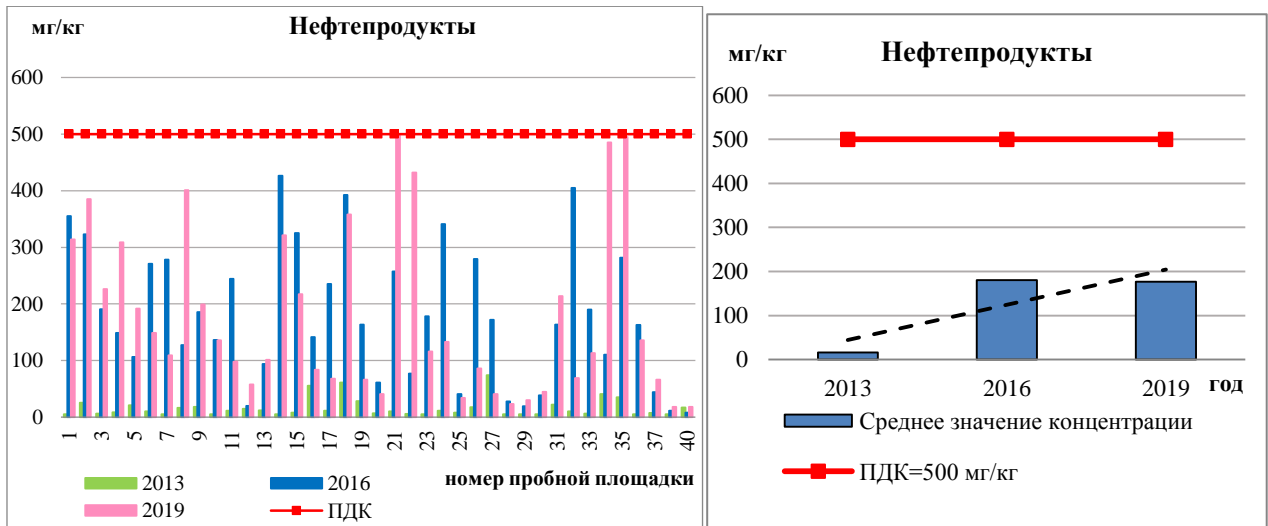 мг/кг
Нефтепродукты
600
500
400
300
200
100
0
1 3 5 7 9 11 13 15 17 19 21 23 25 27 29 31 33 35 37 40
номер пробной площадки
2013 2016
2019 ПДК
мг/кг
Нефтепродукты
600
500
400
300
200
100
0
2013 2016 2019 год
Среднее значение концентрации
ПДК=500 мг/кг